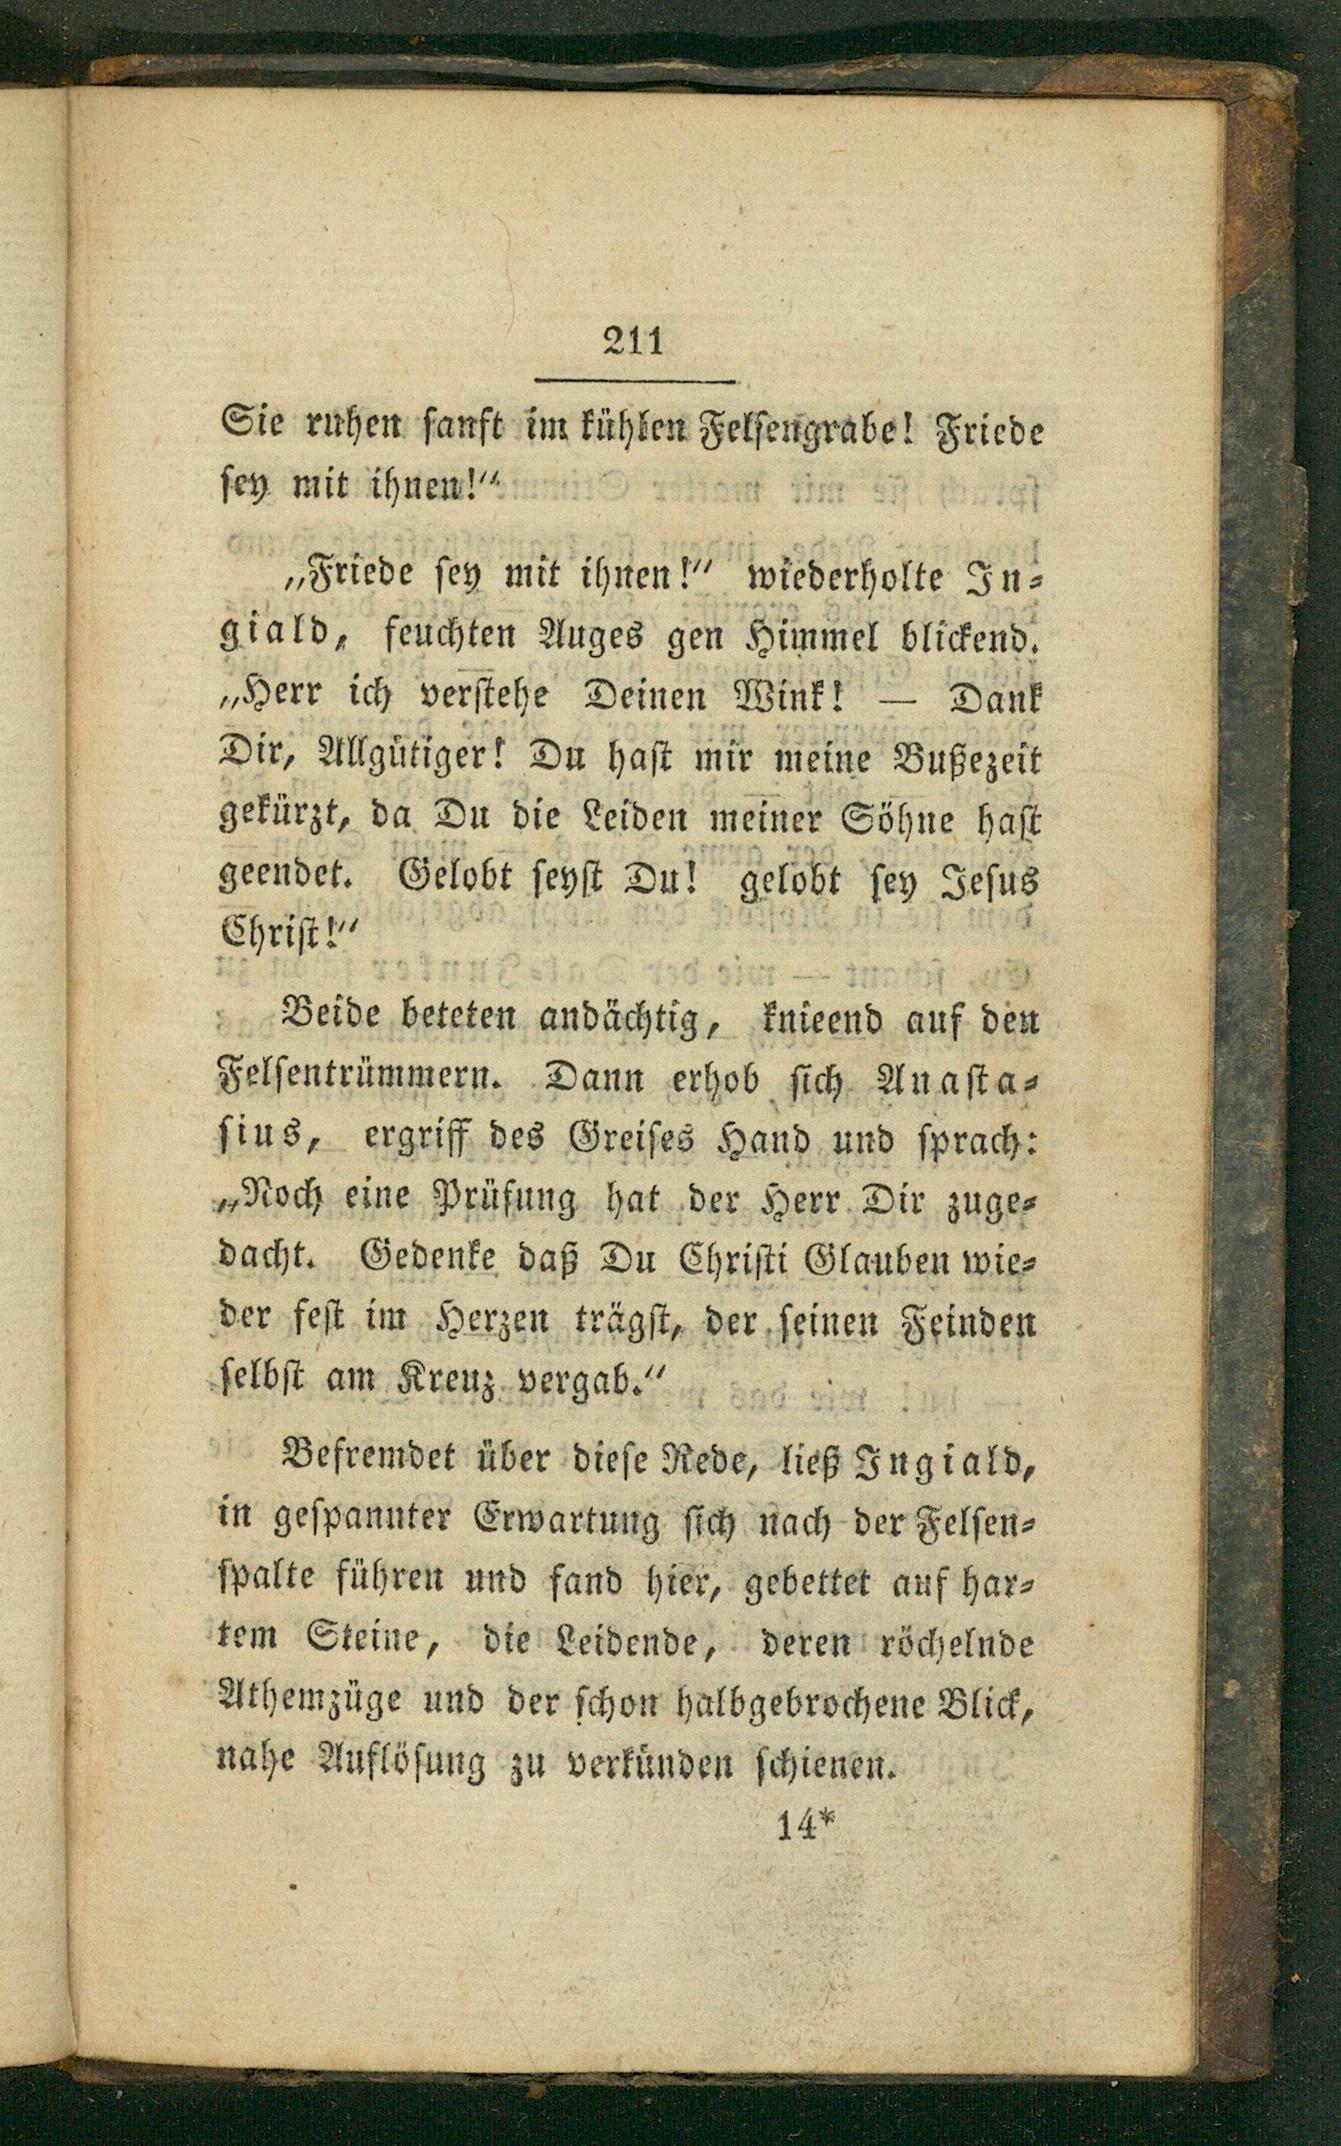 211
Sie ruhen sanft im kühlen Felsengrabe! Friede
sey mit ihnen!“
„Friede sey mit ihnen!“ wiederholte In-
giald, feuchten Auges gen Himmel blickend.
„Herr ich verstehe Deinen Wink! — Dank
Dir, Allgütiger! Du hast mir meine Bußezeit
gekürzt, da Du die Leiden meiner Söhne hast
geendet. Gelobt seyst Du! gelobt sey Jesus
Christ!“
Beide beteten andächtig, knieend auf den
Felsentrümmern. Dann erhob sich Anasta-
sius, ergriff des Greises Hand und sprach:
„Noch eine Prüfung hat der Herr Dir zuge-
dacht. Gedenke daß Du Christi Glauben wie-
der fest im Herzen trägst, der seinen Feinden
selbst am Kreuz vergab.“
Befremdet über diese Rede, ließ Ingiald,
in gespannter Erwartung sich nach der Felsen-
spalte führen und fand hier, gebettet auf har-
tem Steine, die Leidende, deren röchelnde
Athemzüge und der schon halbgebrochene Blick,
nahe Auflösung zu verkünden schienen.
14*